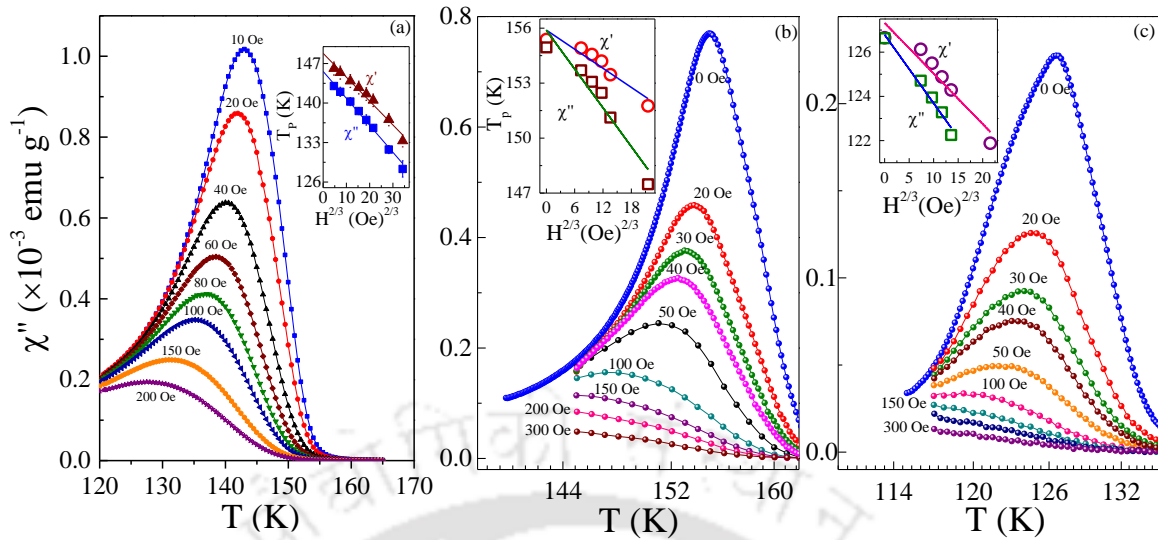 χ'' (×10⁻³ emu g⁻¹)
(a)
1.0
0.8
0.6
0.4
0.2
0.0
120 130 140 150 160 170
T (K)
10 Oe
20 Oe
40 Oe
60 Oe
80 Oe
100 Oe
150 Oe
200 Oe
T_p (K)
147
140
133
126
0 10 20 30
H^{2/3} (Oe)^{2/3}
χ'
χ''
(b)
0.8
0.6
0.4
0.2
0.0
144 152 160
T (K)
0 Oe
20 Oe
30 Oe
40 Oe
50 Oe
100 Oe
150 Oe
200 Oe
300 Oe
T_p (K)
156
153
150
147
0 6 12 18
H^{2/3} (Oe)^{2/3}
χ'
χ''
(c)
0.2
0.1
0.0
114 120 126 132
T (K)
0 Oe
20 Oe
30 Oe
40 Oe
50 Oe
100 Oe
150 Oe
200 Oe
300 Oe
126
124
122
0 5 10 15 20
H^{2/3} (Oe)^{2/3}
χ'
χ''